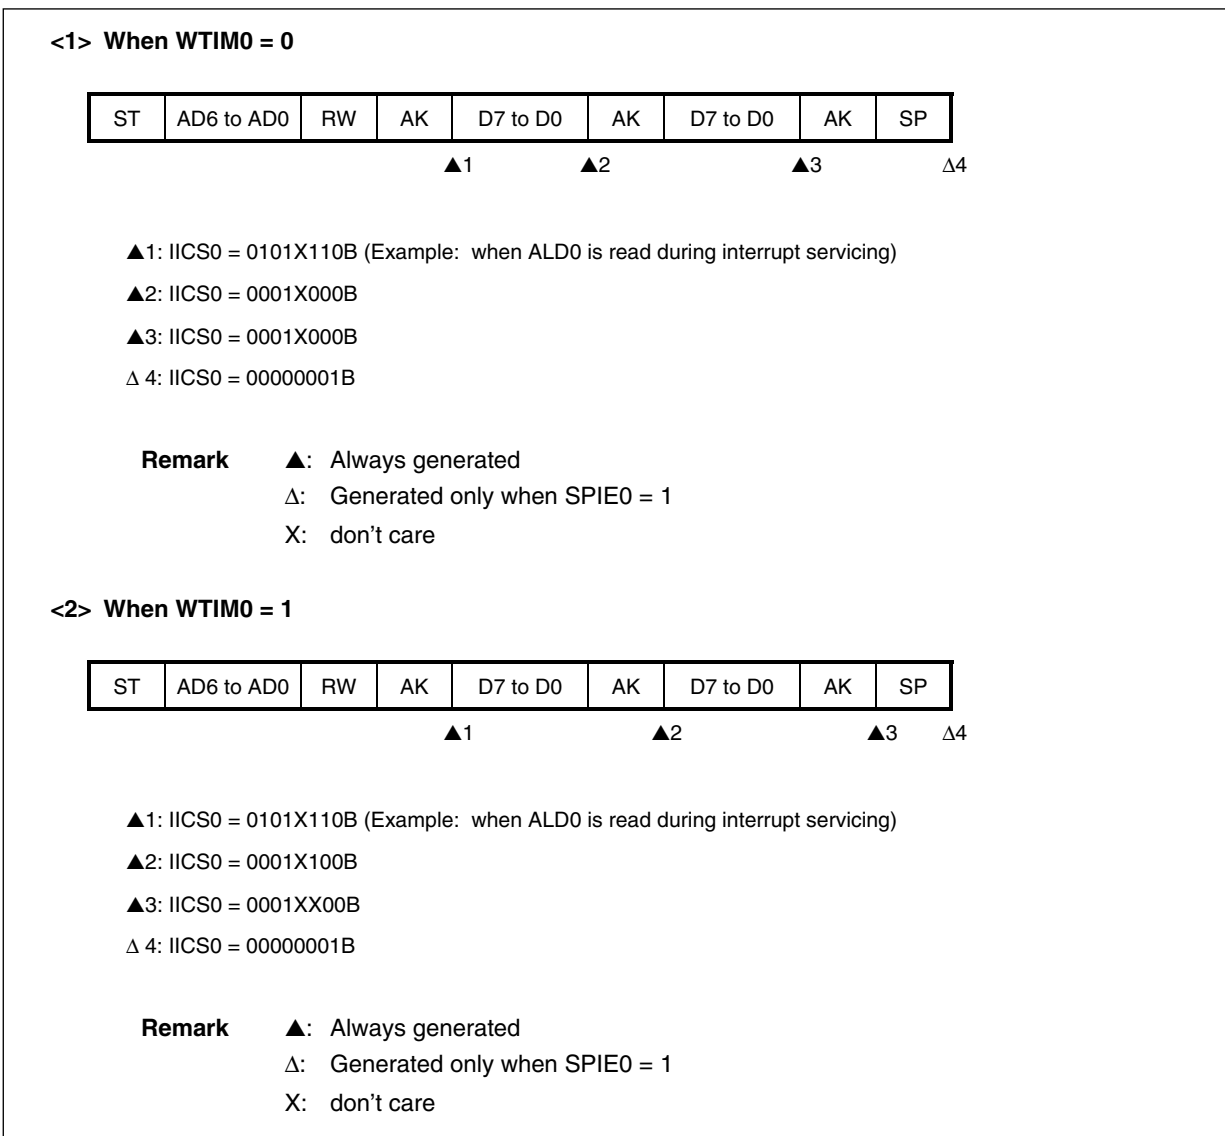 <1> When WTIM0 = 0
ST AD6 to AD0 RW AK D7 to D0 AK D7 to D0 AK SP
▲1 ▲2 ▲3 Δ4
▲1: IICS0 = 0101X110B (Example: when ALD0 is read during interrupt servicing)
▲2: IICS0 = 0001X000B
▲3: IICS0 = 0001X000B
Δ 4: IICS0 = 00000001B
Remark ▲: Always generated
Δ: Generated only when SPIE0 = 1
X: don't care
<2> When WTIM0 = 1
ST AD6 to AD0 RW AK D7 to D0 AK D7 to D0 AK SP
▲1 ▲2 ▲3 Δ4
▲1: IICS0 = 0101X110B (Example: when ALD0 is read during interrupt servicing)
▲2: IICS0 = 0001X100B
▲3: IICS0 = 0001XX00B
Δ 4: IICS0 = 00000001B
Remark ▲: Always generated
Δ: Generated only when SPIE0 = 1
X: don't care